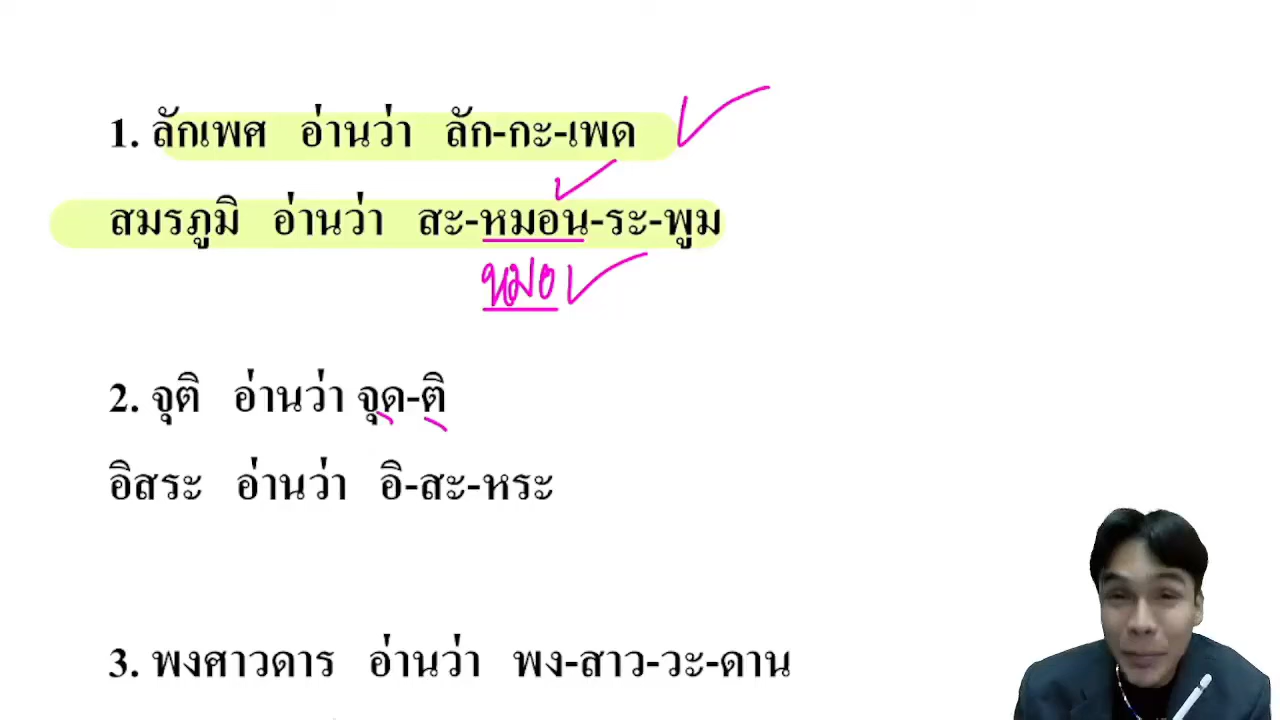 1. ลักเพศ อ่านว่า ลัก-กะ-เพด
สมรภูมิ อ่านว่า สะ-หมอน-ระ-พูม
หมอ
2. จุติ อ่านว่า จุด-ติ
อิสระ อ่านว่า อิ-สะ-หระ
3. พงศาวดาร อ่านว่า พง-สาว-วะ-ดาน